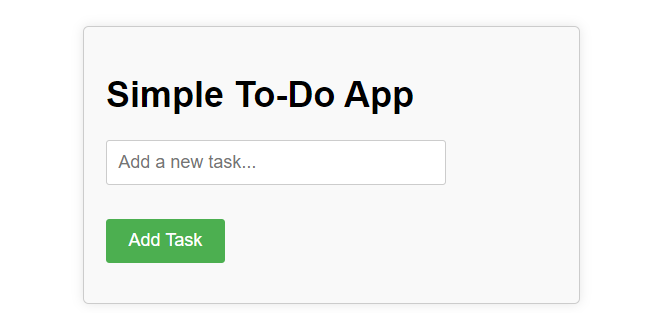 Simple To-Do App
Add a new task...
Add Task